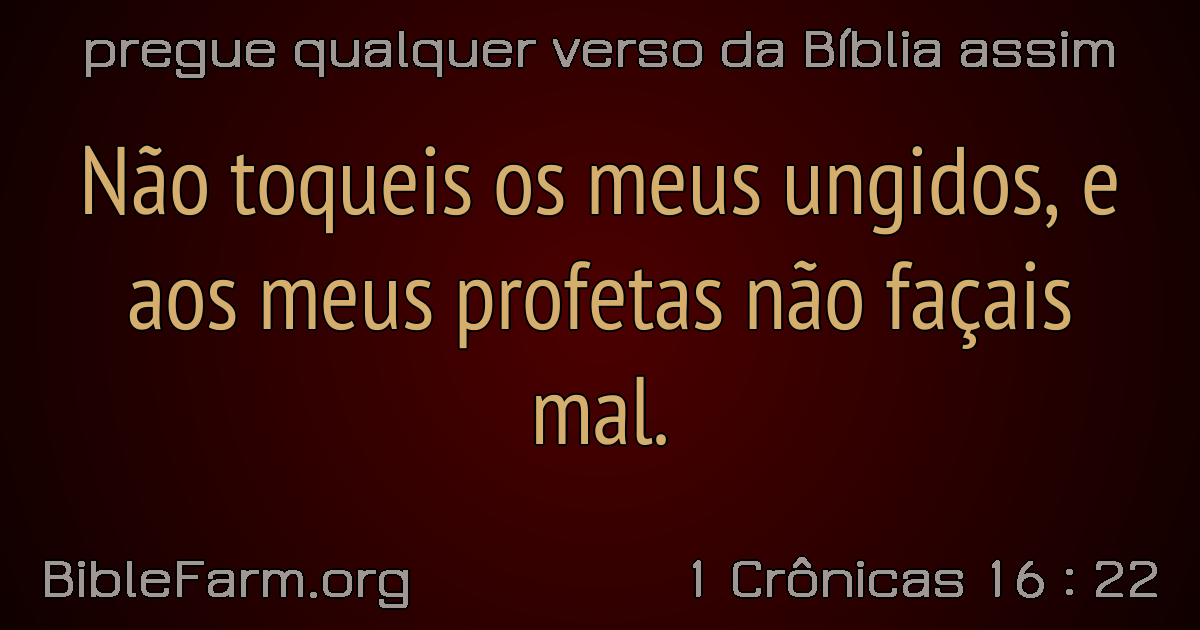 pregue qualquer verso da Bíblia assim
Não toqueis os meus ungidos, e
aos meus profetas não façais
mal.
BibleFarm.org
1 Crônicas 16 : 22